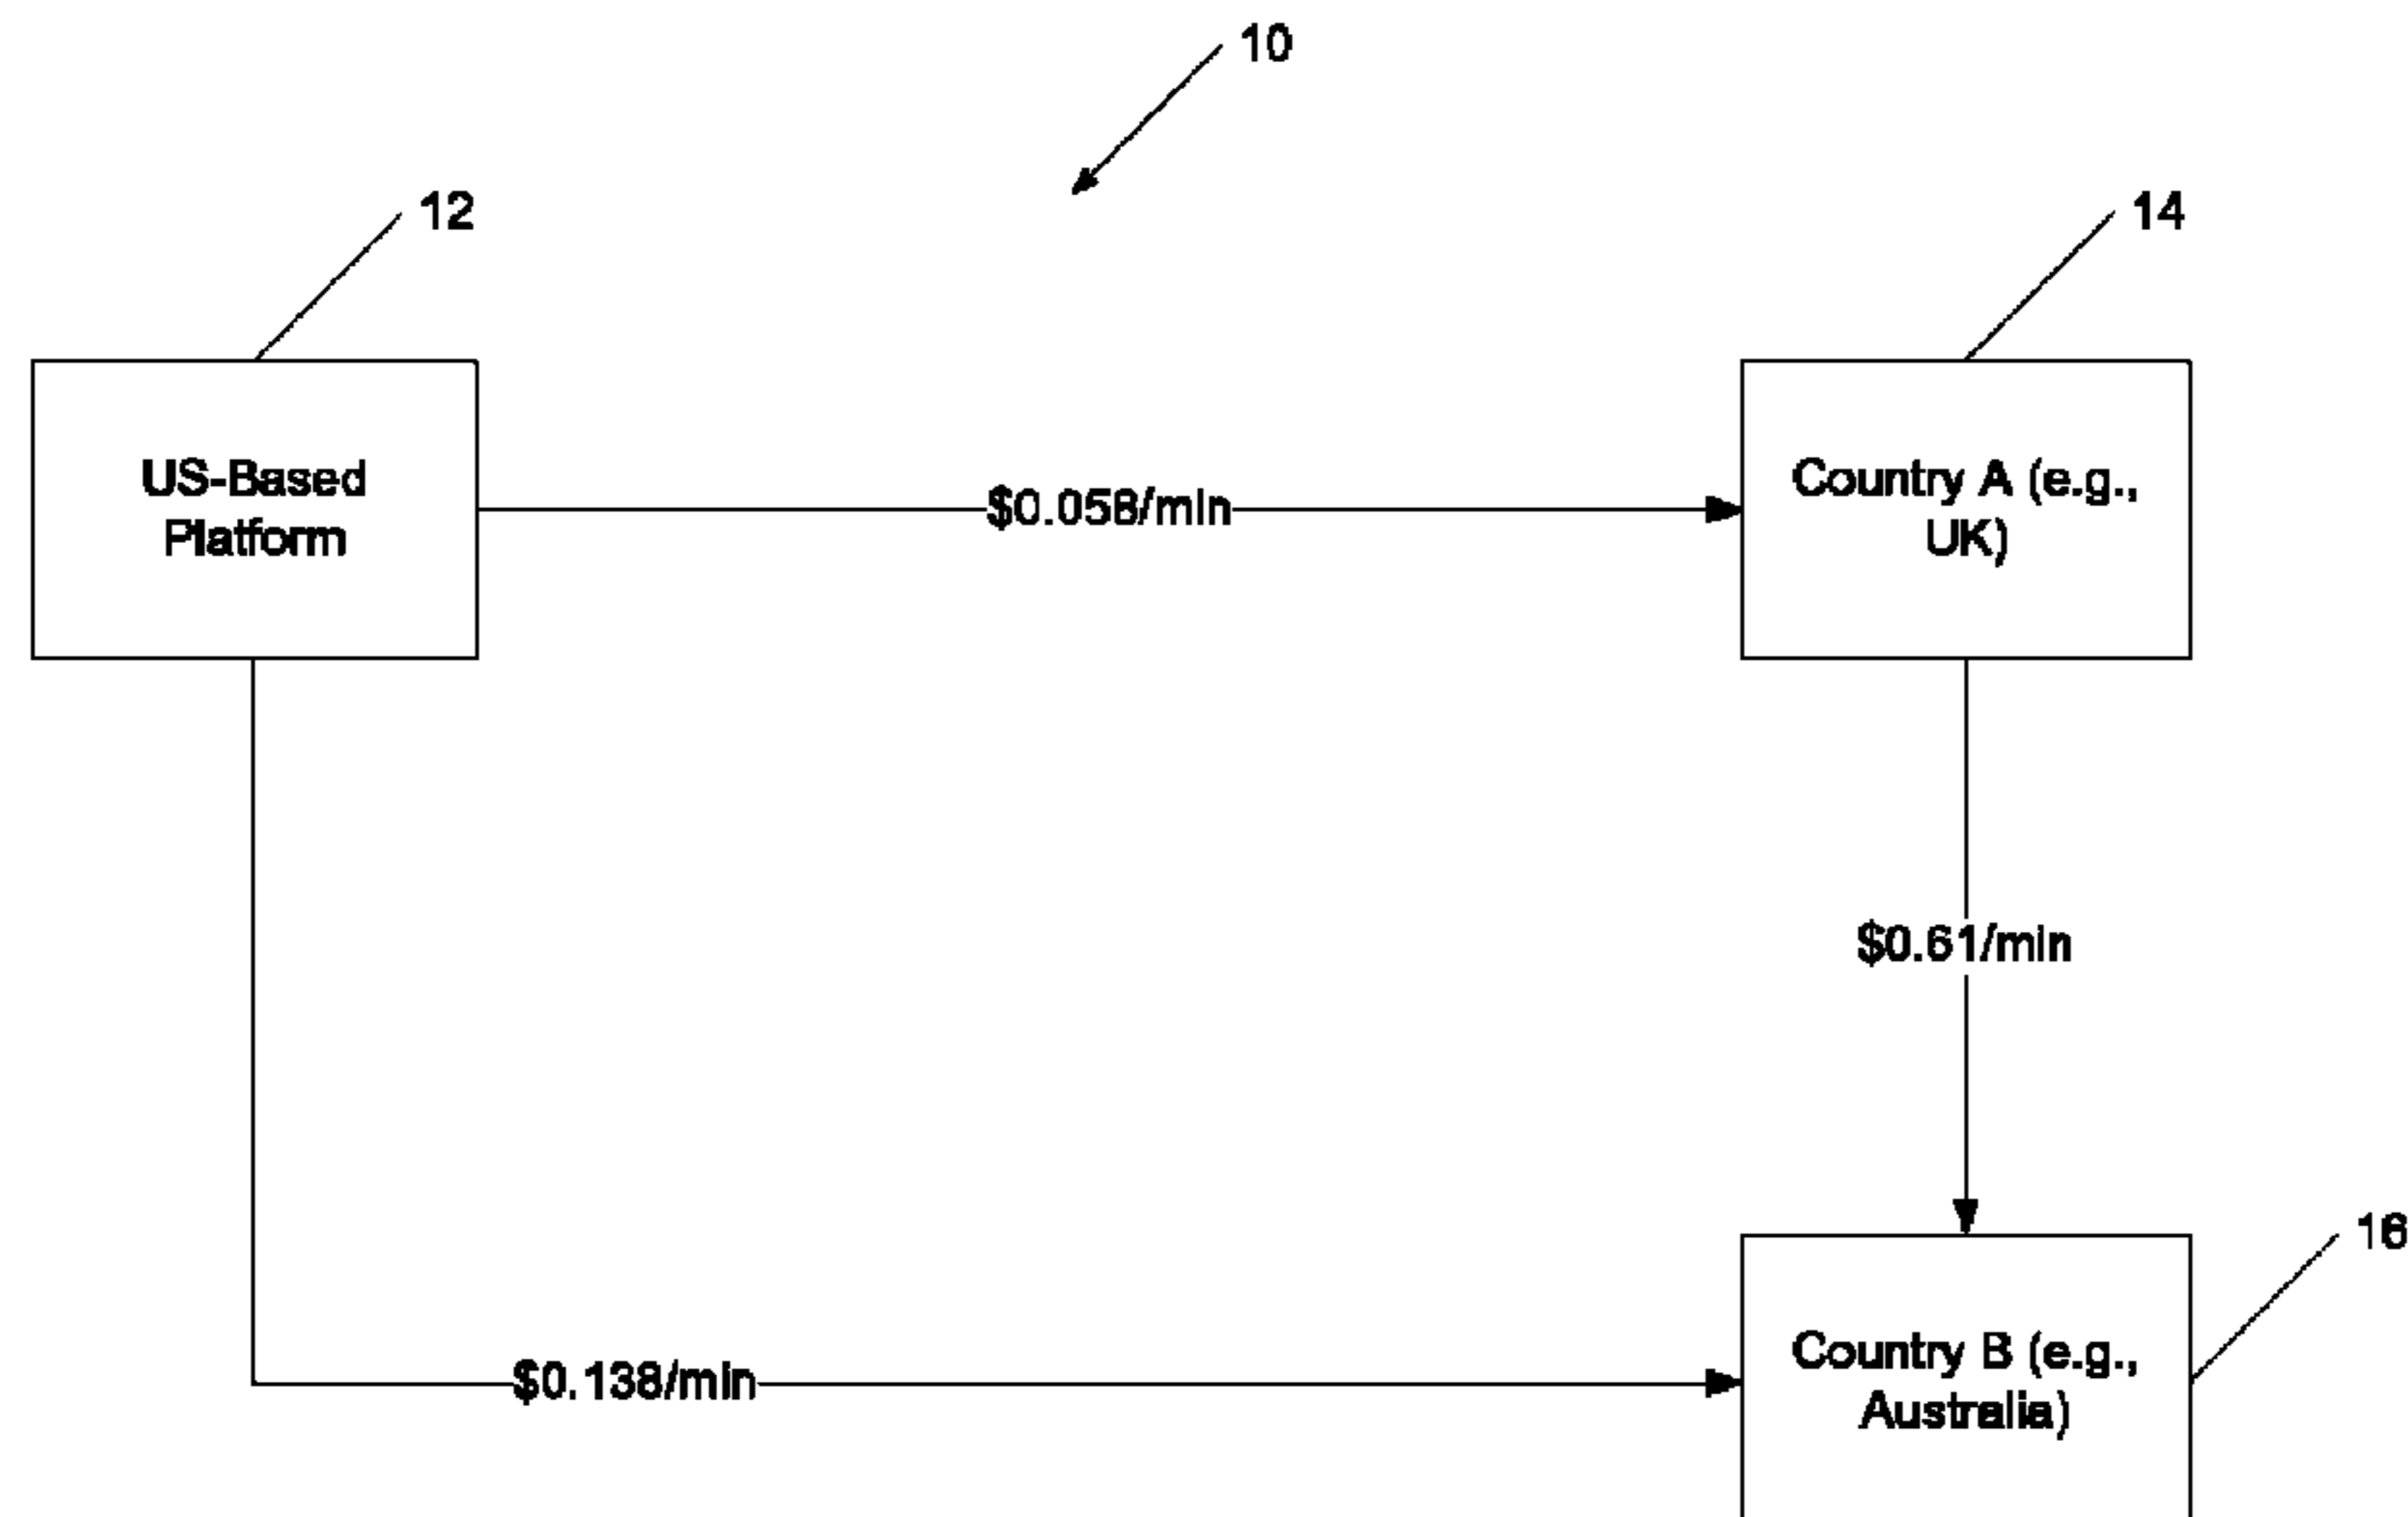 10
12
14
US-Based
Platform
$0.058/min
Country A (e.g.,
UK)
$0.61/min
16
$0.138/min
Country B (e.g.,
Australia)